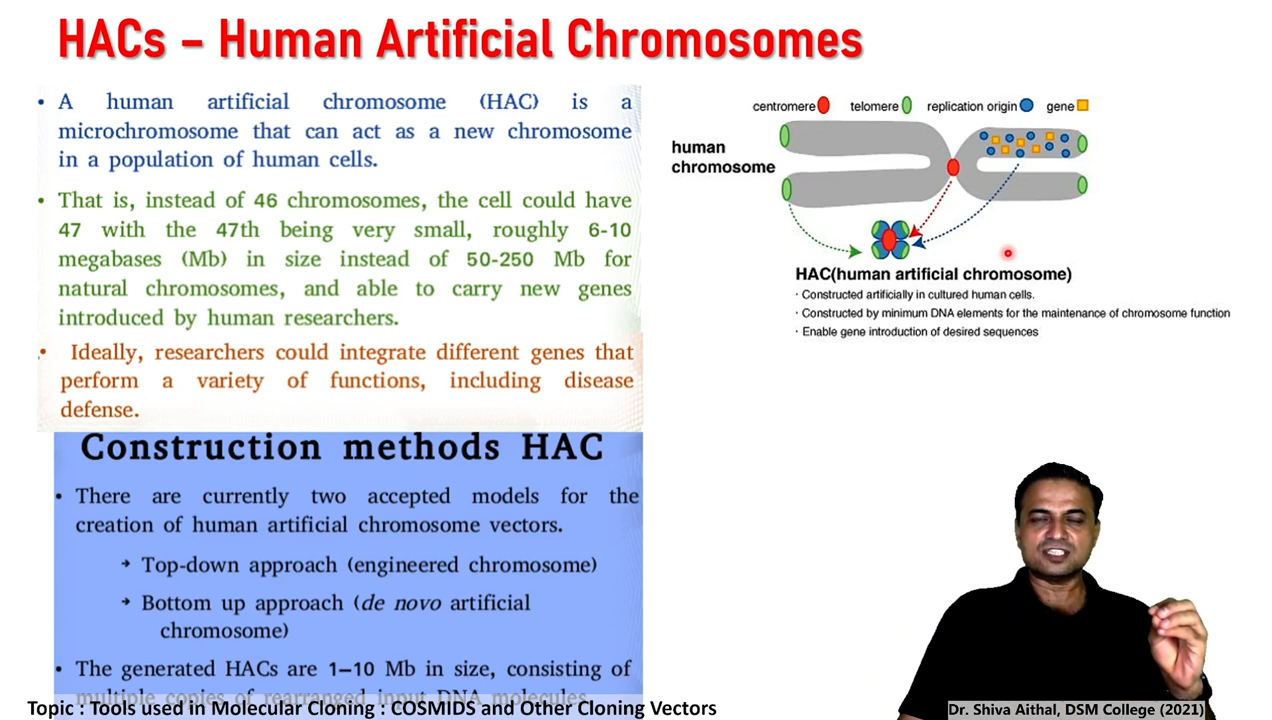 HACs – Human Artificial Chromosomes
• A human artificial chromosome (HAC) is a
microchromosome that can act as a new chromosome
in a population of human cells.
• That is, instead of 46 chromosomes, the cell could have
47 with the 47th being very small, roughly 6-10
megabases (Mb) in size instead of 50-250 Mb for
natural chromosomes, and able to carry new genes
introduced by human researchers.
• Ideally, researchers could integrate different genes that
perform a variety of functions, including disease
defense.
Construction methods HAC
• There are currently two accepted models for the
creation of human artificial chromosome vectors.
→ Top-down approach (engineered chromosome)
→ Bottom up approach (de novo artificial
chromosome)
• The generated HACs are 1–10 Mb in size, consisting of
multiple copies of rearranged input DNA molecules.
centromere telomere replication origin gene
human
chromosome
HAC(human artificial chromosome)
· Constructed artificially in cultured human cells.
· Constructed by minimum DNA elements for the maintenance of chromosome function
· Enable gene introduction of desired sequences
Topic : Tools used in Molecular Cloning : COSMIDS and Other Cloning Vectors
Dr. Shiva Aithal, DSM College (2021)